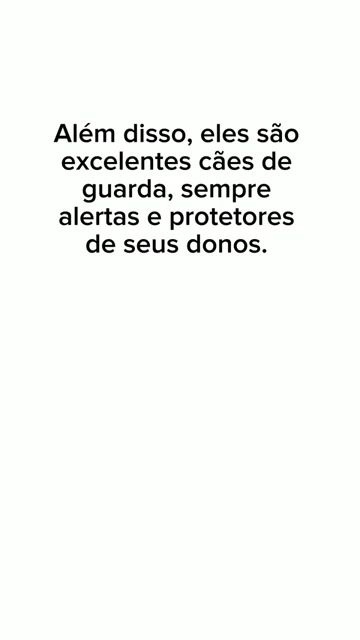 Além disso, eles são
excelentes cães de
guarda, sempre
alertas e protetores
de seus donos.